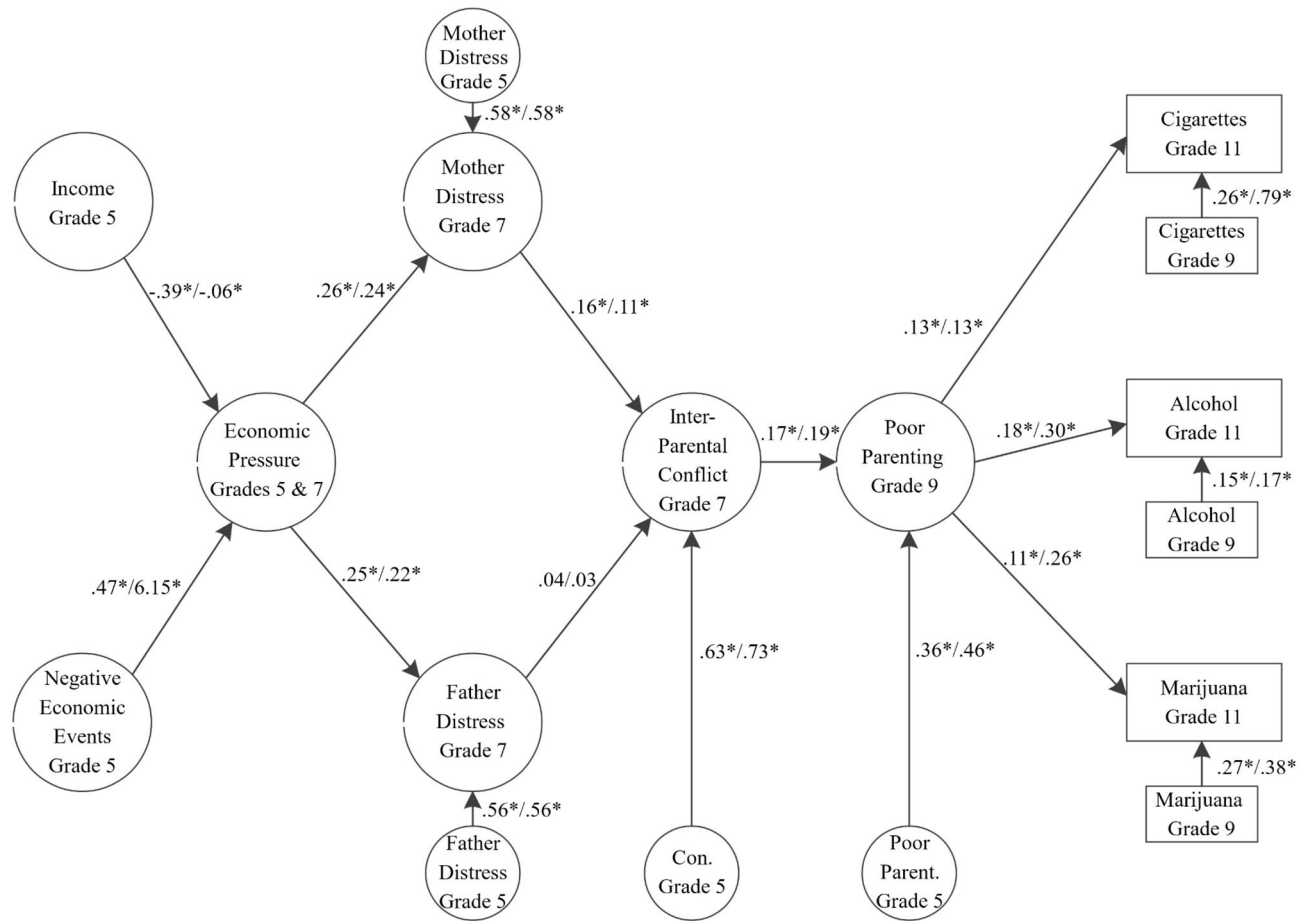 Mother
Distress
Grade 5
.58*/.58*
Mother
Distress
Grade 7
Income
Grade 5
-.39*/-.06*
.26*/.24*
.16*/.11*
Economic
Pressure
Grades 5 & 7
Negative
Economic
Events
Grade 5
.47*/6.15*
.25*/.22*
.04/.03
Father
Distress
Grade 7
.56*/.56*
Father
Distress
Grade 5
Inter-
Parental
Conflict
Grade 7
.63*/.73*
Con.
Grade 5
.17*/.19*
Poor
Parenting
Grade 9
.36*/.46*
Poor
Parent.
Grade 5
.13*/.13*
.18*/.30*
.11*/.26*
Cigarettes
Grade 11
.26*/.79*
Cigarettes
Grade 9
Alcohol
Grade 11
.15*/.17*
Alcohol
Grade 9
Marijuana
Grade 11
.27*/.38*
Marijuana
Grade 9